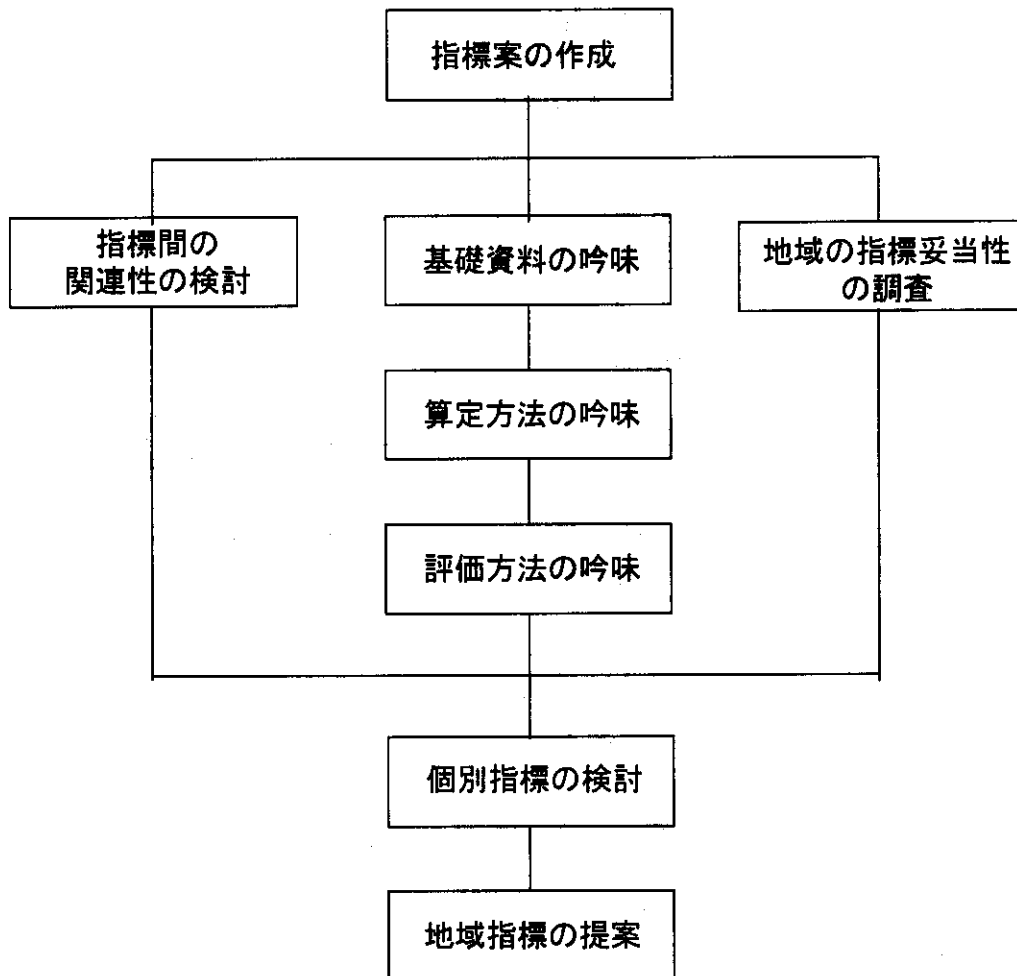 指標案の作成
指標間の
関連性の検討
基礎資料の吟味
地域の指標妥当性
の調査
算定方法の吟味
評価方法の吟味
個別指標の検討
地域指標の提案